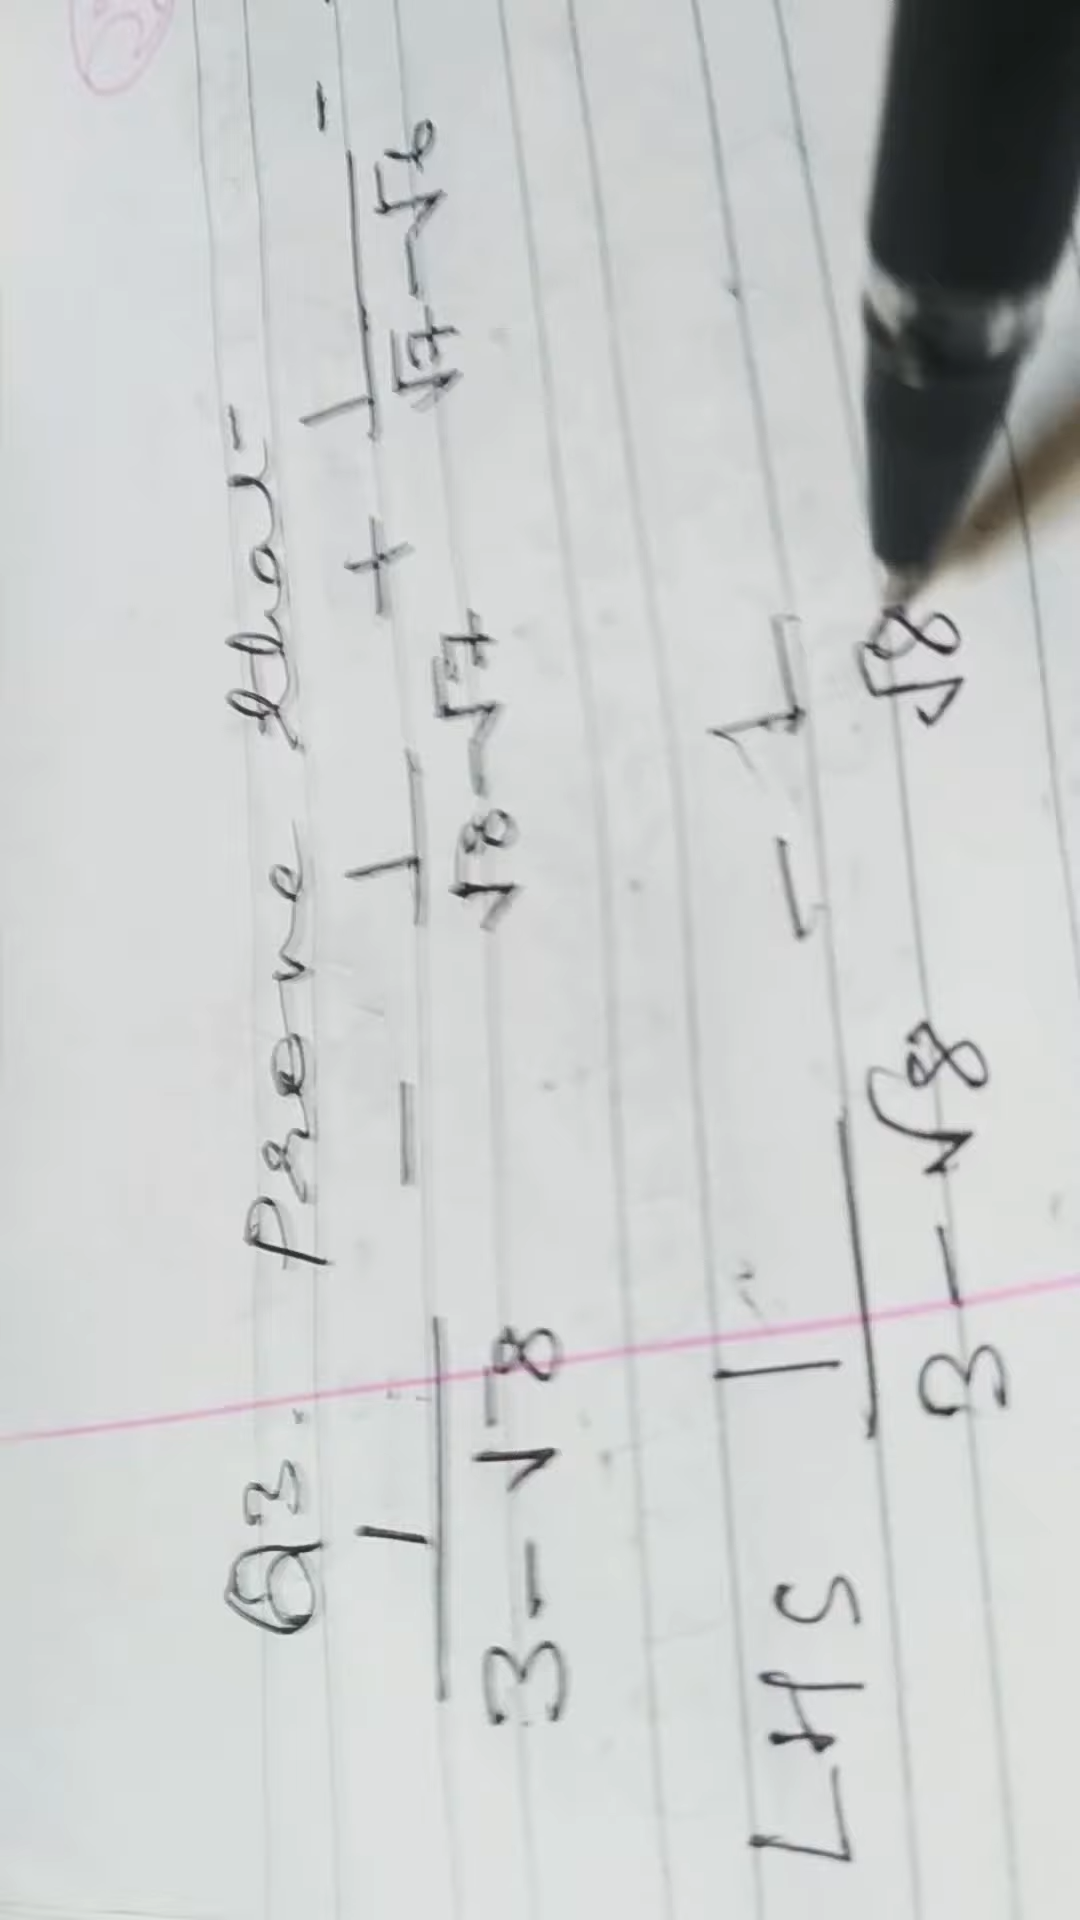 Q3. Prove that -
1/(3-√8) - 1/(√8-√7) + 1/(√7-√6) -
LHS 1/(3-√8) - 1/√8